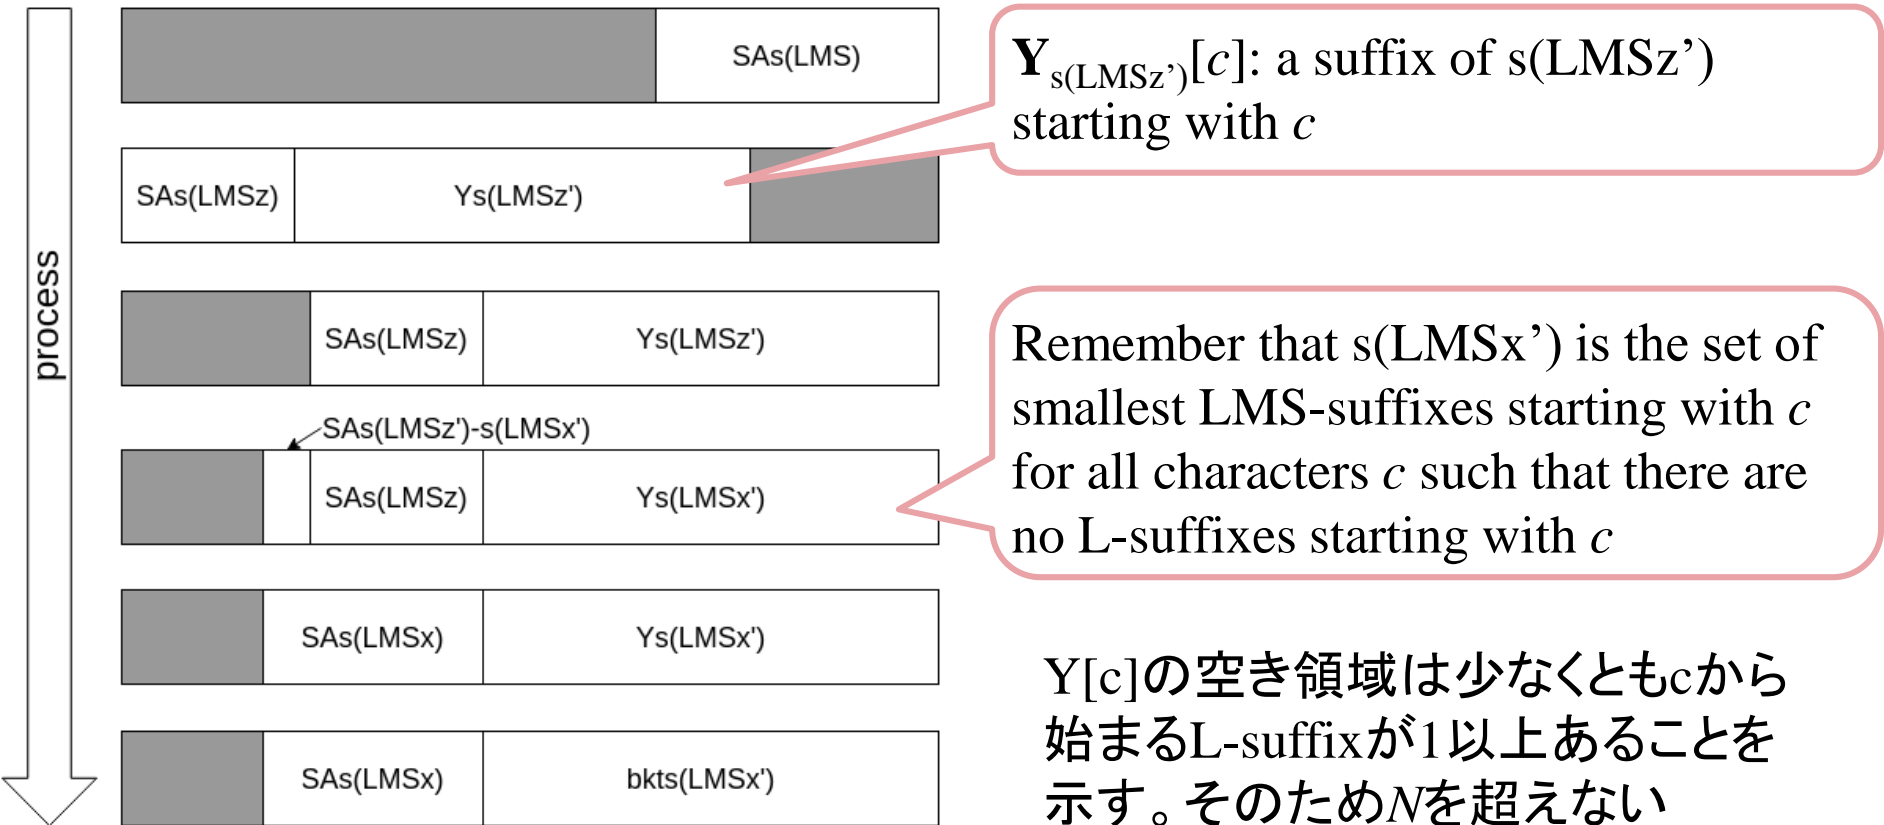 process
SAs(LMS)
SAs(LMSz)
Ys(LMSz')
SAs(LMSz)
Ys(LMSz')
SAs(LMSz')-s(LMSx')
SAs(LMSz)
Ys(LMSx')
SAs(LMSx)
Ys(LMSx')
SAs(LMSx)
bkts(LMSx')
Ys(LMSz’)[c]: a suffix of s(LMSz’)
starting with c
Remember that s(LMSx’) is the set of
smallest LMS-suffixes starting with c
for all characters c such that there are
no L-suffixes starting with c
Y[c]の空き領域は少なくともcから
始まるL-suffixが1以上あることを
示す。そのためNを超えない